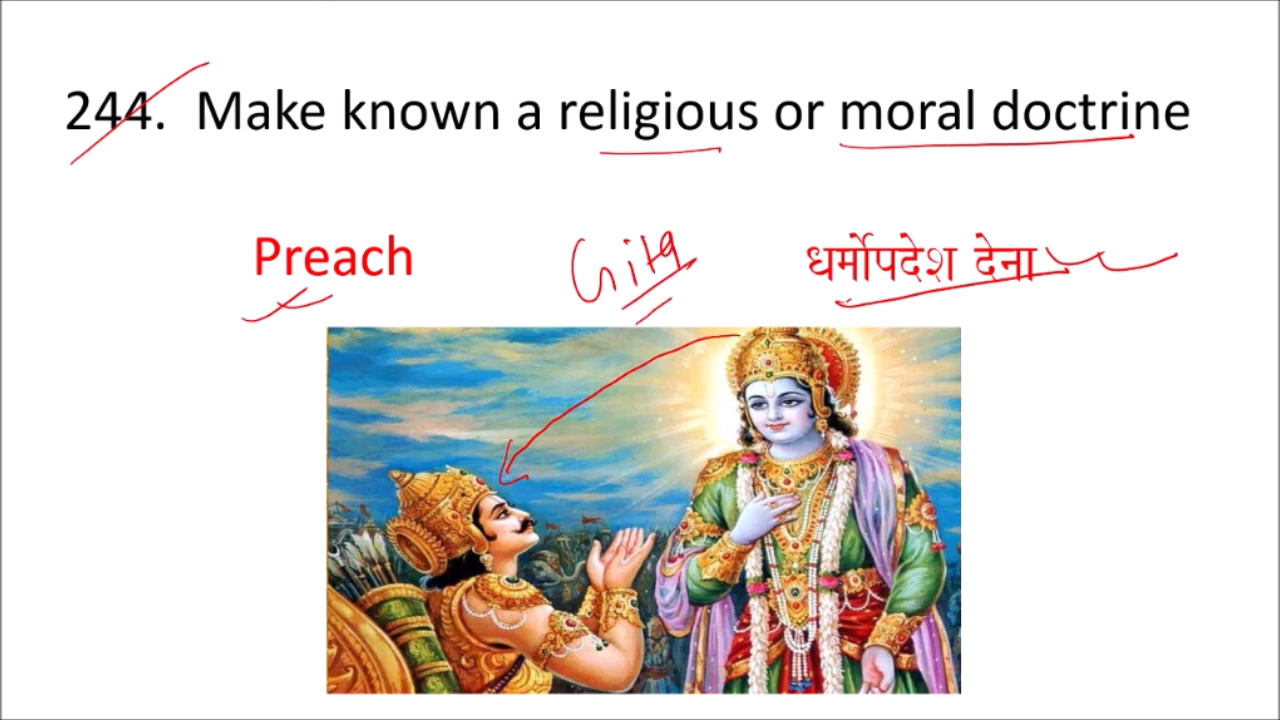 244. Make known a religious or moral doctrine
Preach Gita धर्मोपदेश देना